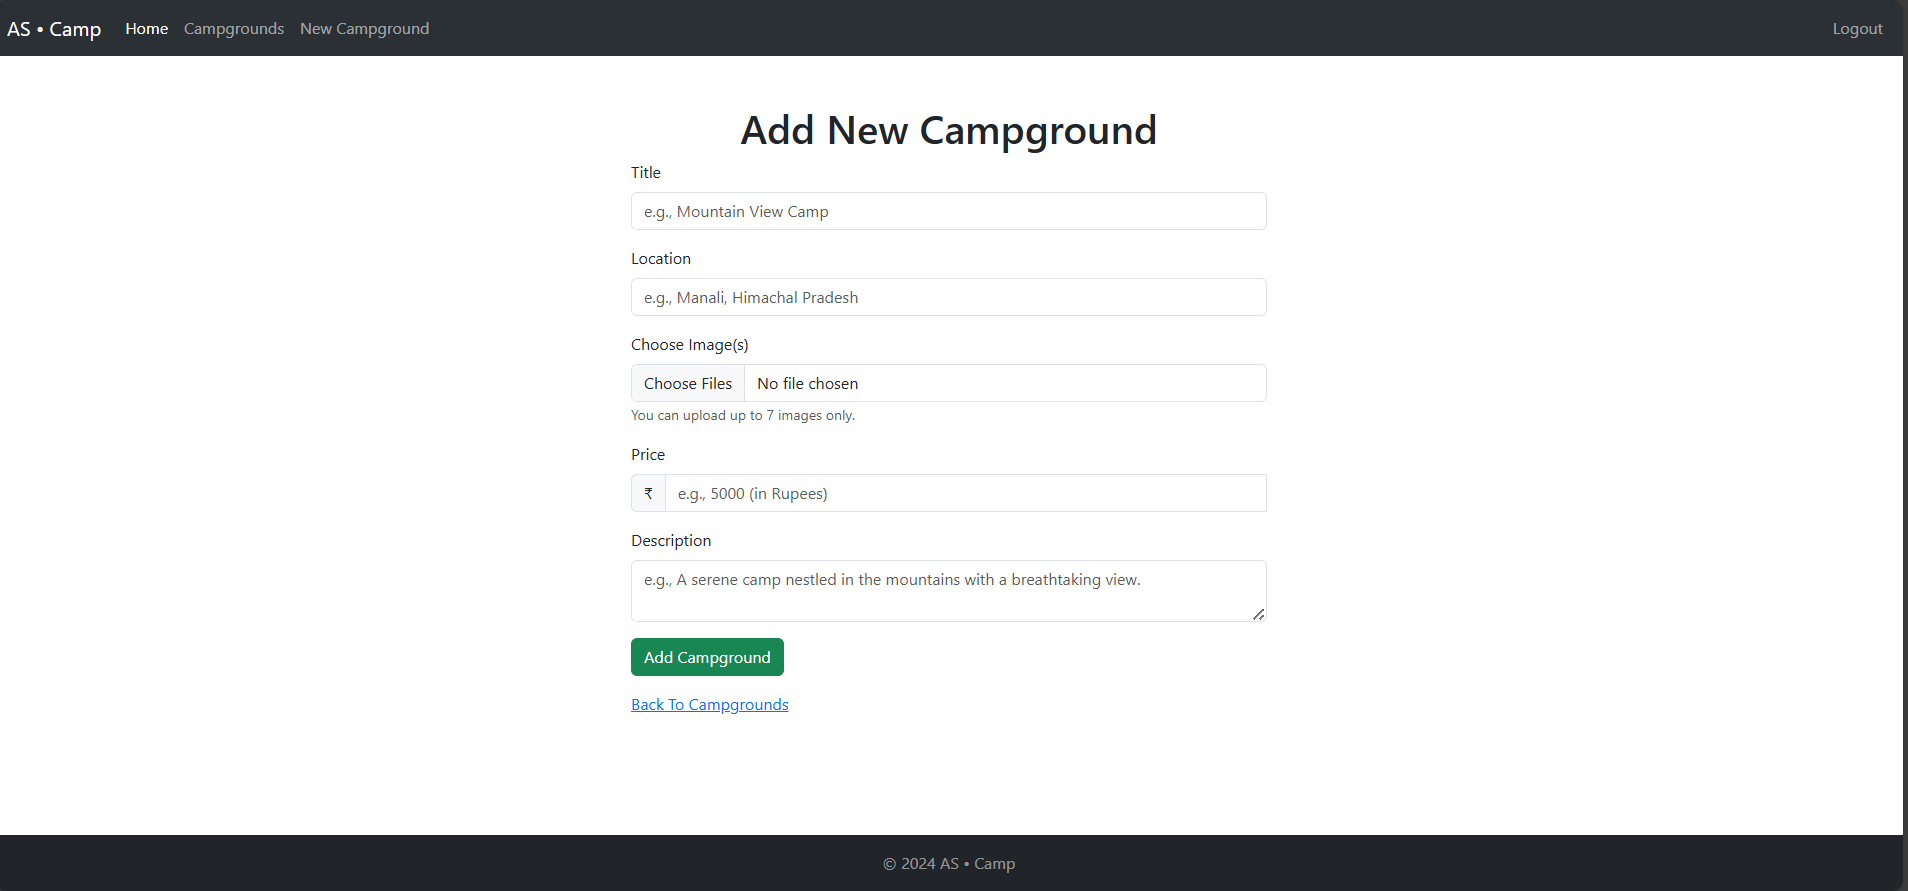 AS • Camp Home Campgrounds New Campground Logout
Add New Campground
Title
e.g., Mountain View Camp
Location
e.g., Manali, Himachal Pradesh
Choose Image(s)
Choose Files No file chosen
You can upload up to 7 images only.
Price
₹ e.g., 5000 (in Rupees)
Description
e.g., A serene camp nestled in the mountains with a breathtaking view.
Add Campground
Back To Campgrounds
© 2024 AS • Camp